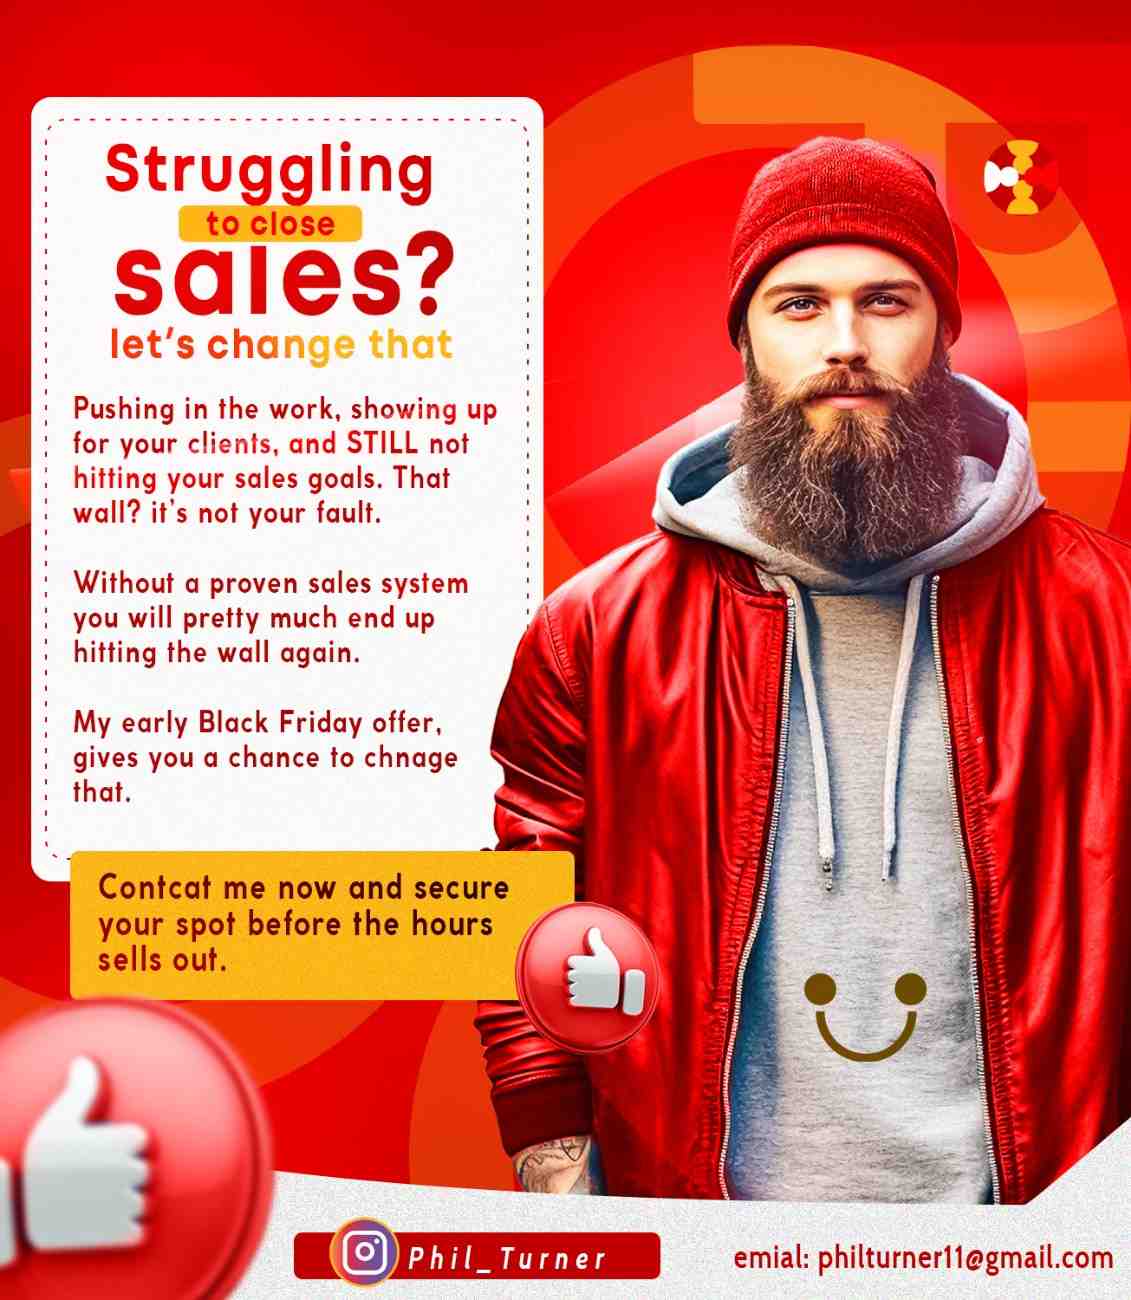 Struggling
to close
sales?
let's change that
Pushing in the work, showing up
for your clients, and STILL not
hitting your sales goals. That
wall? it's not your fault.
Without a proven sales system
you will pretty much end up
hitting the wall again.
My early Black Friday offer,
gives you a chance to chnage
that.
Contcat me now and secure
your spot before the hours
sells out.
Phil_Turner
emial: philturner11@gmail.com